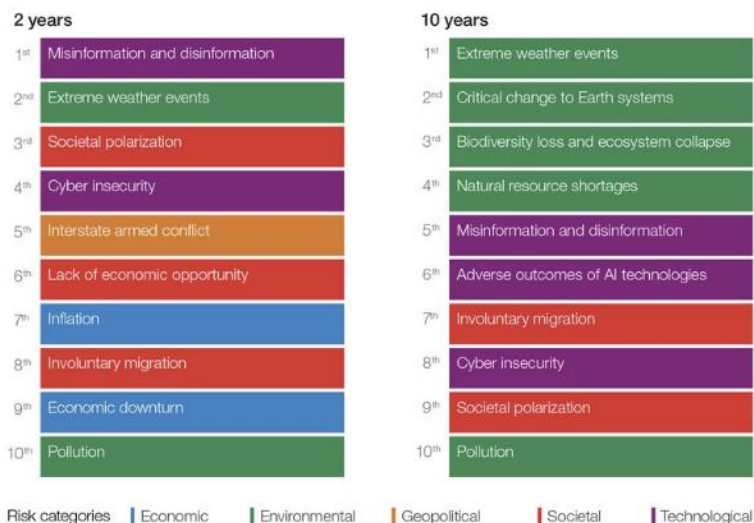 2 years
1st Misinformation and disinformation
2nd Extreme weather events
3rd Societal polarization
4th Cyber insecurity
5th Interstate armed conflict
6th Lack of economic opportunity
7th Inflation
8th Involuntary migration
9th Economic downturn
10th Pollution
10 years
1st Extreme weather events
2nd Critical change to Earth systems
3rd Biodiversity loss and ecosystem collapse
4th Natural resource shortages
5th Misinformation and disinformation
6th Adverse outcomes of AI technologies
7th Involuntary migration
8th Cyber insecurity
9th Societal polarization
10th Pollution
Risk categories Economic Environmental Geopolitical Societal Technological